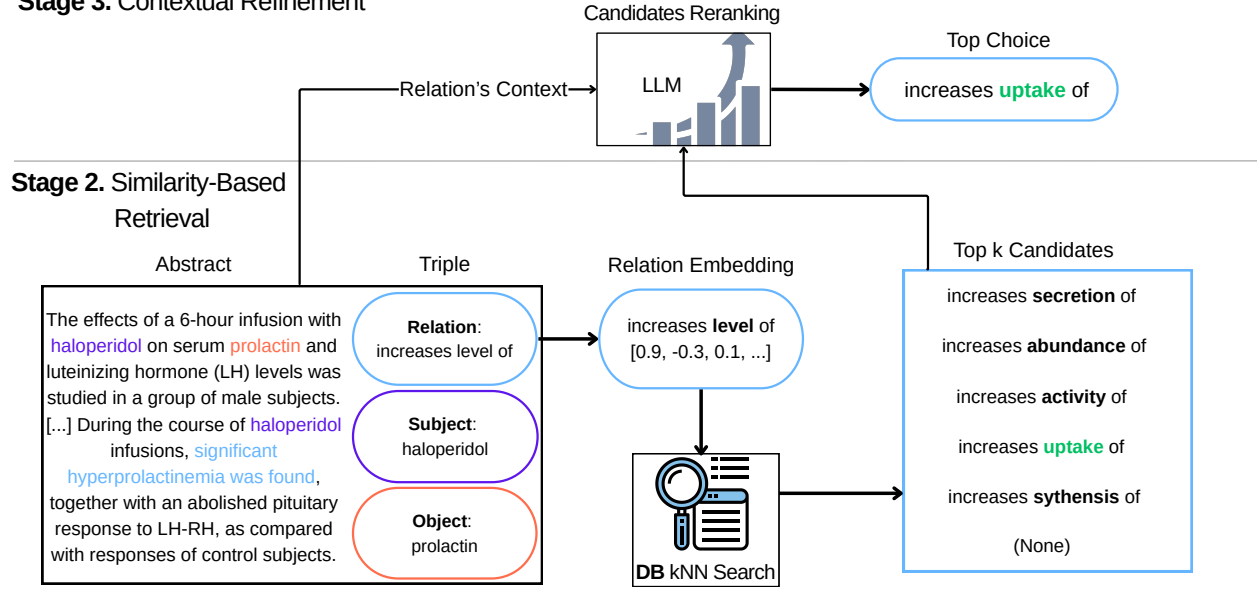 Stage 3. Contextual Refinement
Candidates Reranking
Relation's Context
LLM
Top Choice
increases uptake of
Stage 2. Similarity-Based
Retrieval
Abstract
The effects of a 6-hour infusion with
haloperidol on serum prolactin and
luteinizing hormone (LH) levels was
studied in a group of male subjects.
[...] During the course of haloperidol
infusions, significant
hyperprolactinemia was found,
together with an abolished pituitary
response to LH-RH, as compared
with responses of control subjects.
Triple
Relation:
increases level of
Subject:
haloperidol
Object:
prolactin
Relation Embedding
increases level of
[0.9, -0.3, 0.1, ...]
DB kNN Search
Top k Candidates
increases secretion of
increases abundance of
increases activity of
increases uptake of
increases sythensis of
(None)